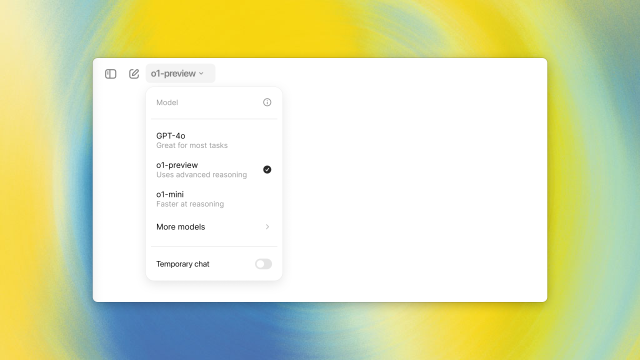 o1-preview
Model
GPT-4o
Great for most tasks
o1-preview
Uses advanced reasoning
o1-mini
Faster at reasoning
More models
Temporary chat